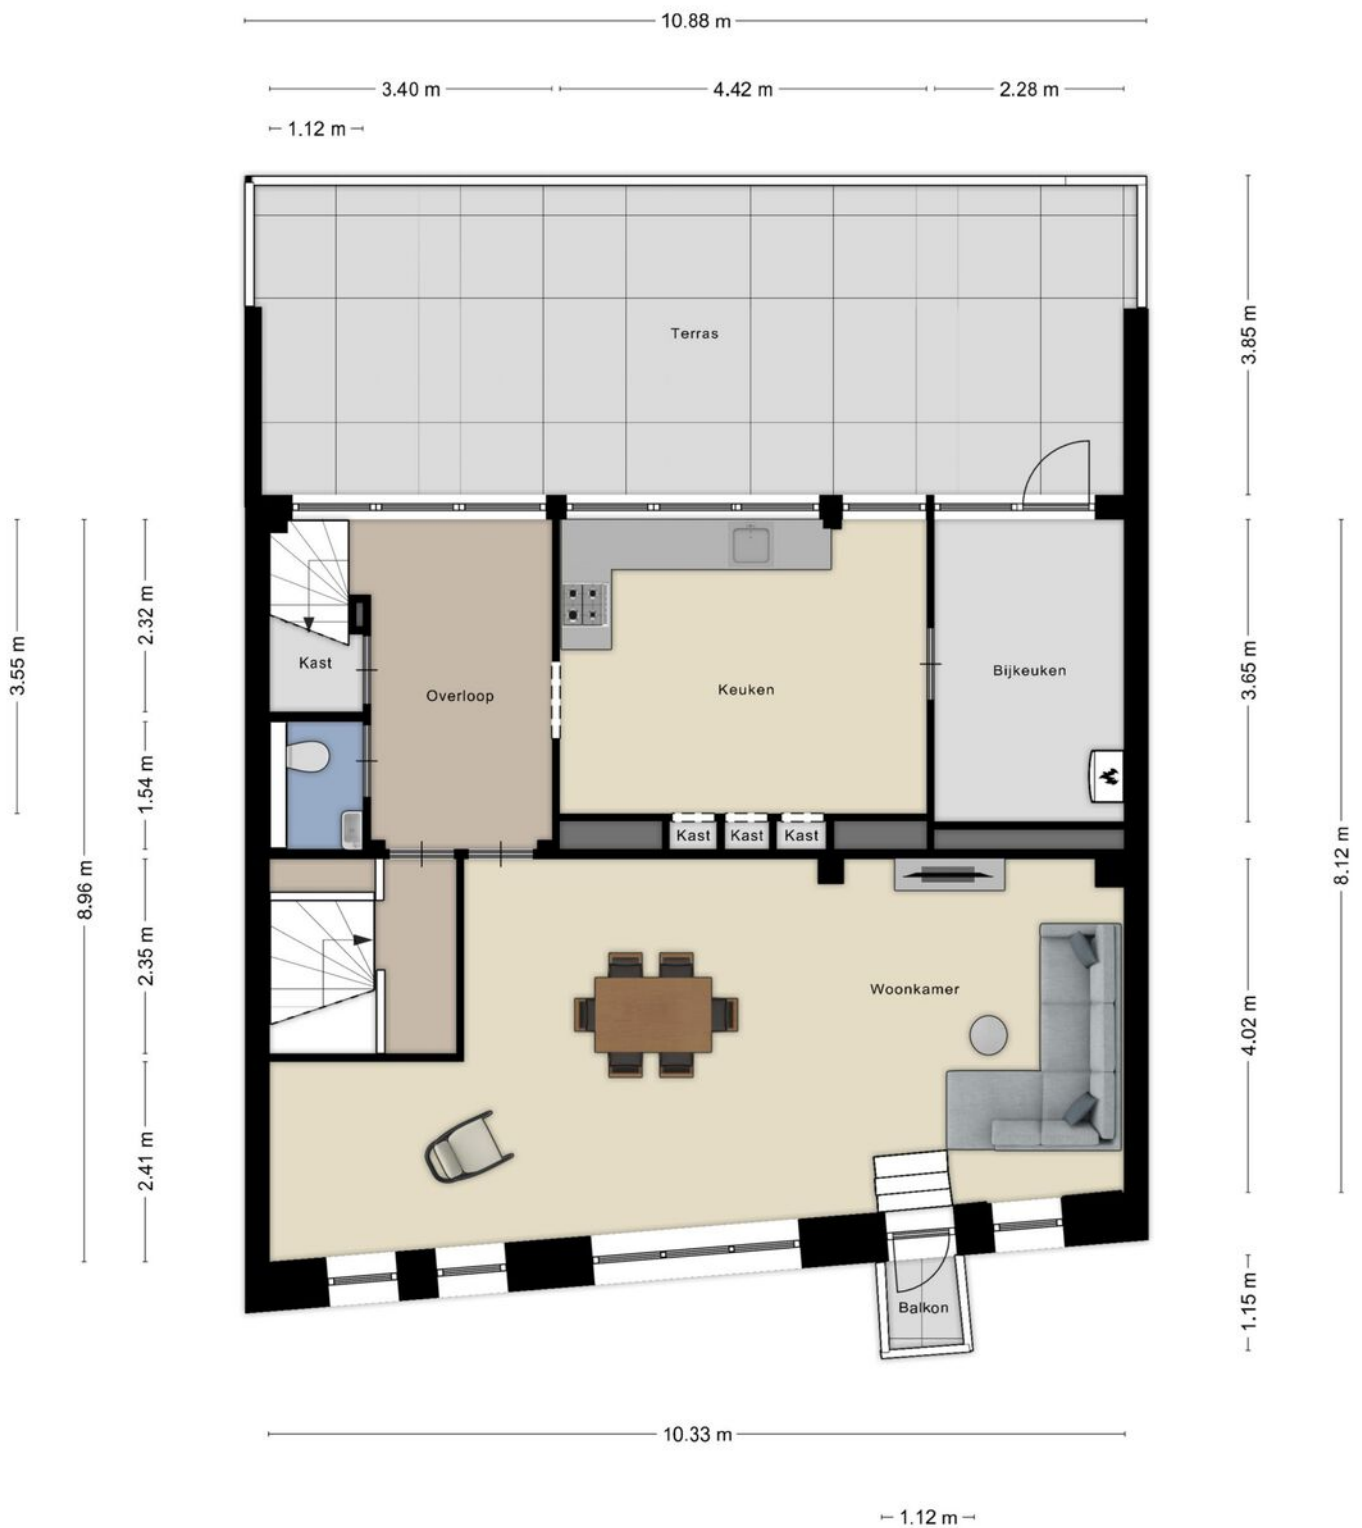 10.88 m
3.40 m
4.42 m
2.28 m
1.12 m
Terras
3.85 m
3.55 m
8.96 m
2.32 m
1.54 m
2.35 m
2.41 m
Kast
Overloop
Keuken
Bijkeuken
3.65 m
8.12 m
Kast
Kast
Kast
Woonkamer
4.02 m
Balkon
1.15 m
10.33 m
1.12 m